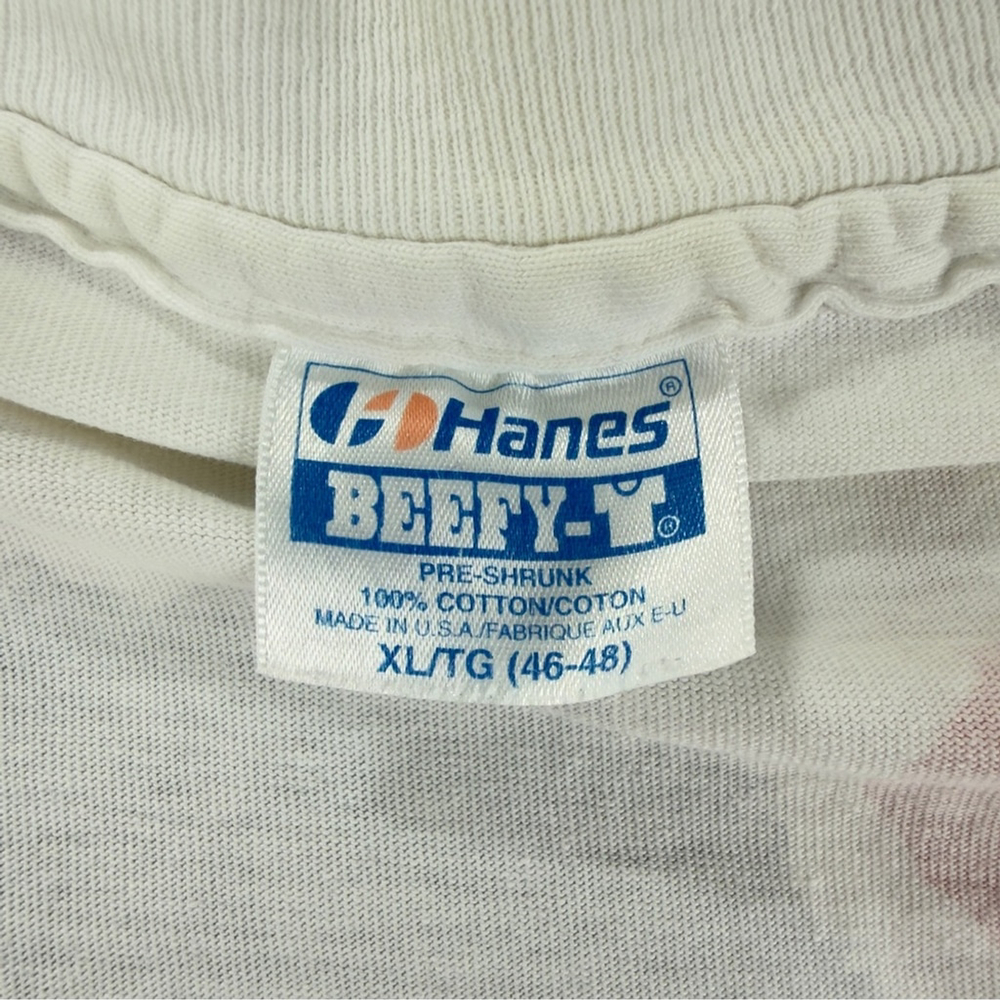 Hanes®
BEEFY-T®
PRE-SHRUNK
100% COTTON/COTON
MADE IN U.S.A./FABRIQUE AUX E-U
XL/TG (46-48)